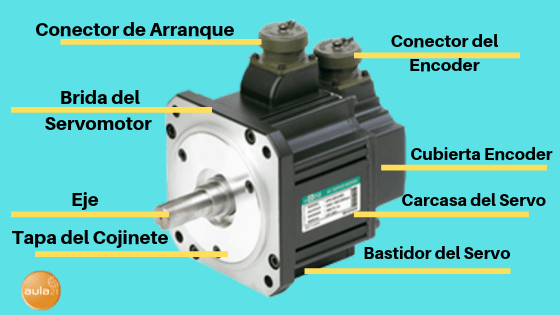 Conector de Arranque
Conector del
Encoder
Brida del
Servomotor
Cubierta Encoder
Eje
Carcasa del Servo
Tapa del Cojinete
Bastidor del Servo
aula21